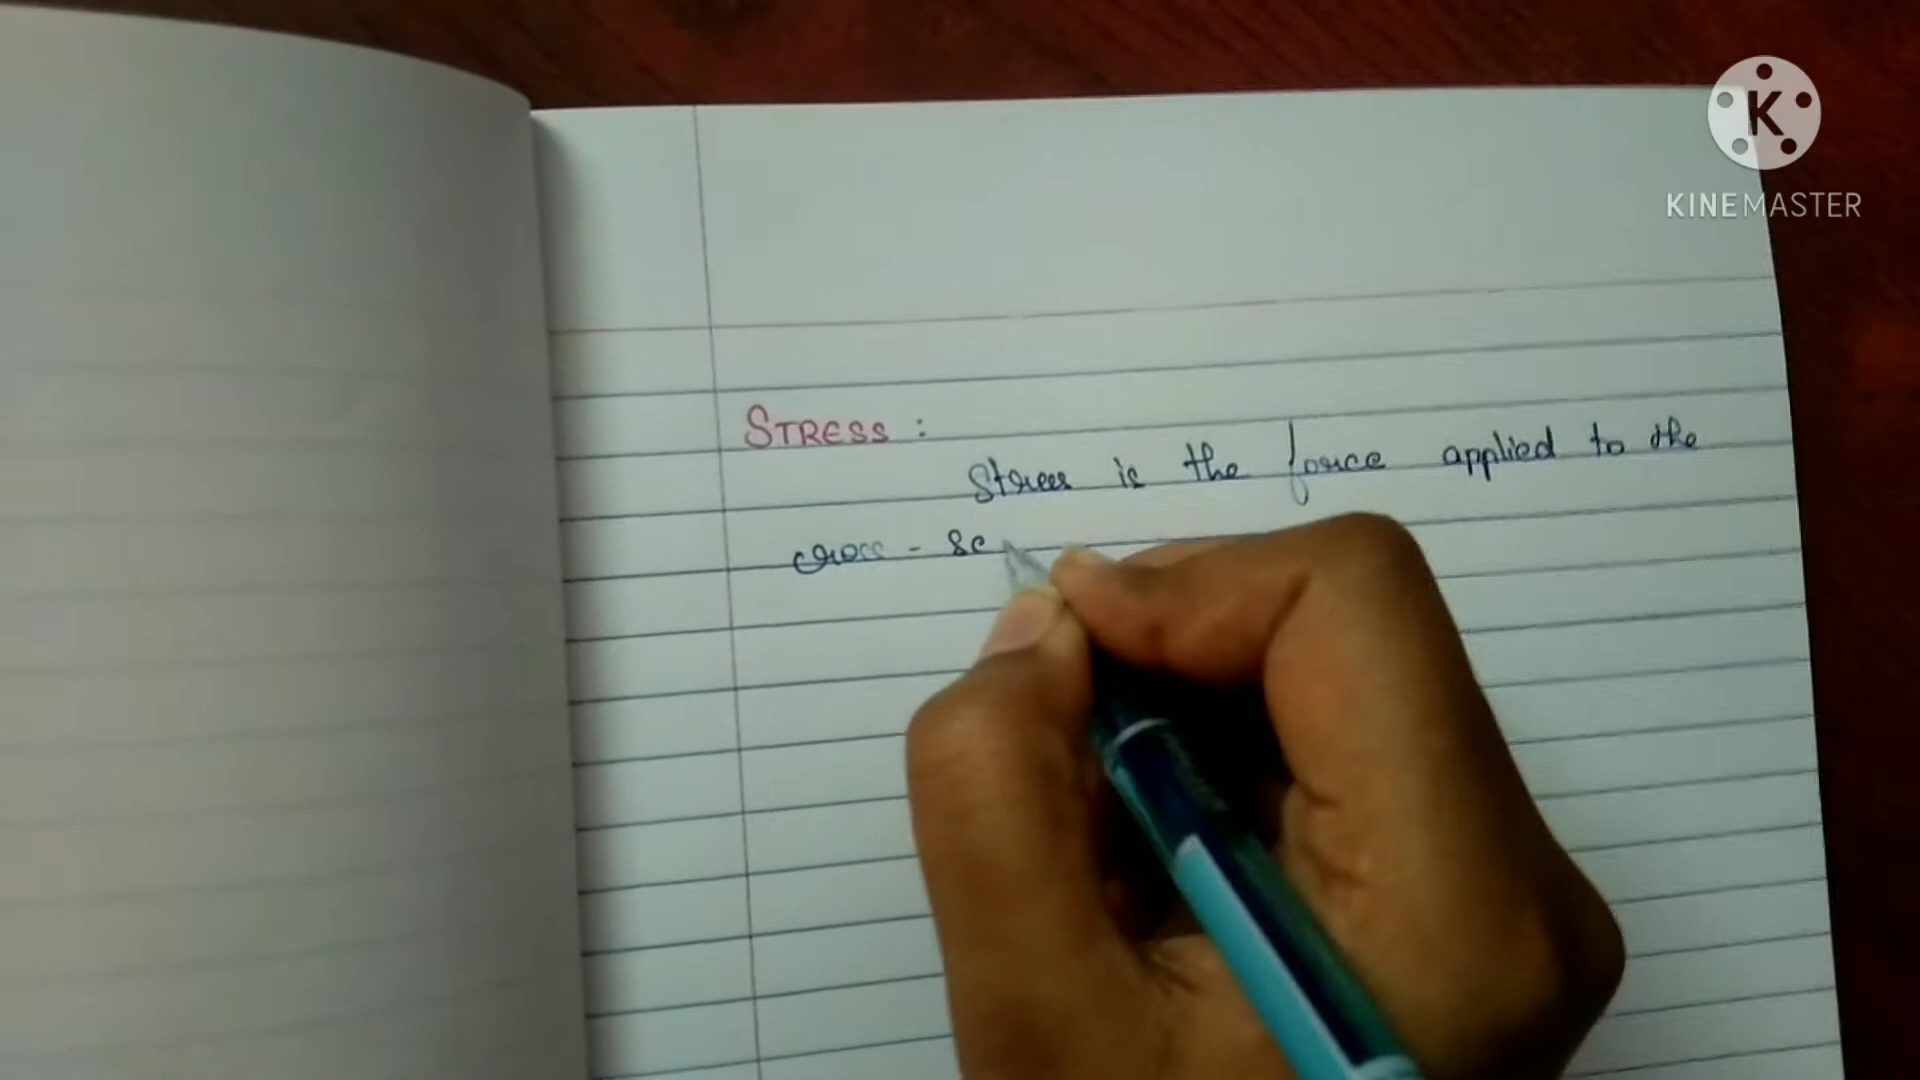 K
KINEMASTER
STRESS :
Stress is the force applied to the
cross - sc